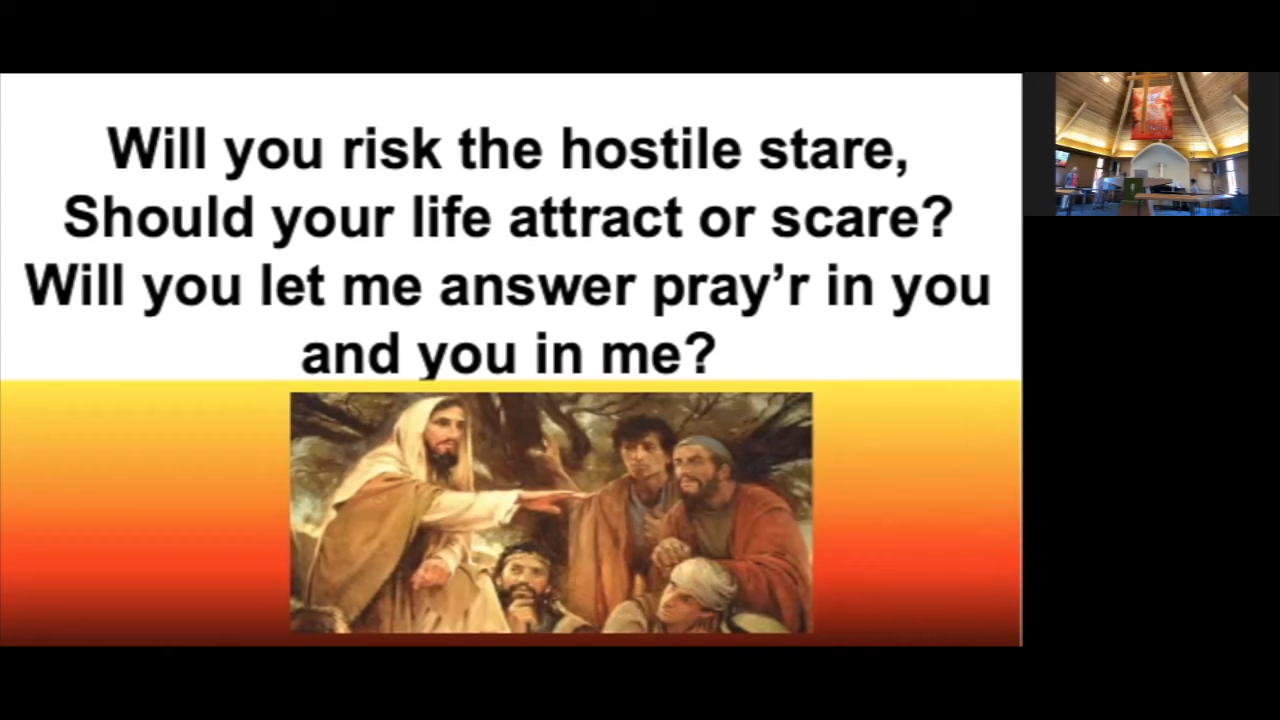 Will you risk the hostile stare,
Should your life attract or scare?
Will you let me answer pray’r in you
and you in me?